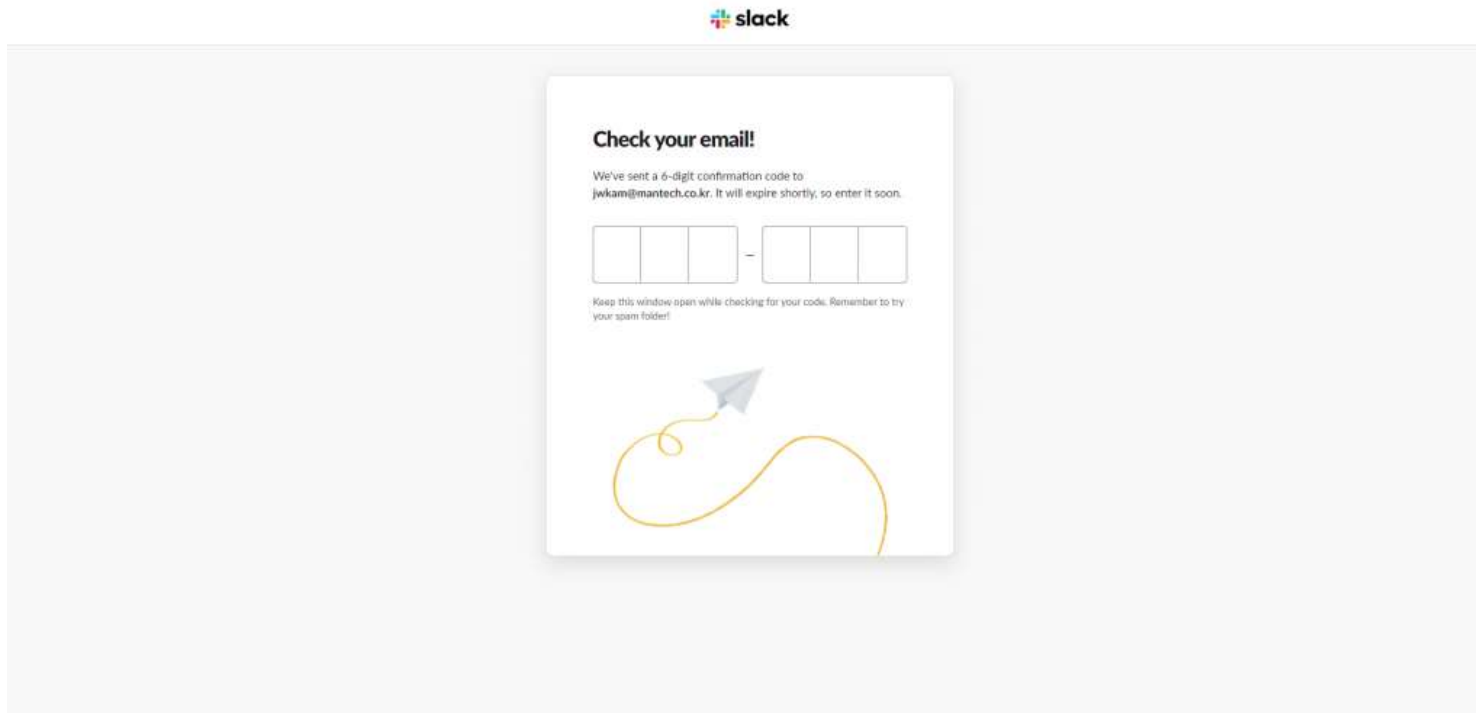 slack
Check your email!
We've sent a 6-digit confirmation code to
jwkam@mantech.co.kr. It will expire shortly, so enter it soon.
–
Keep this window open while checking for your code. Remember to try
your spam folder!